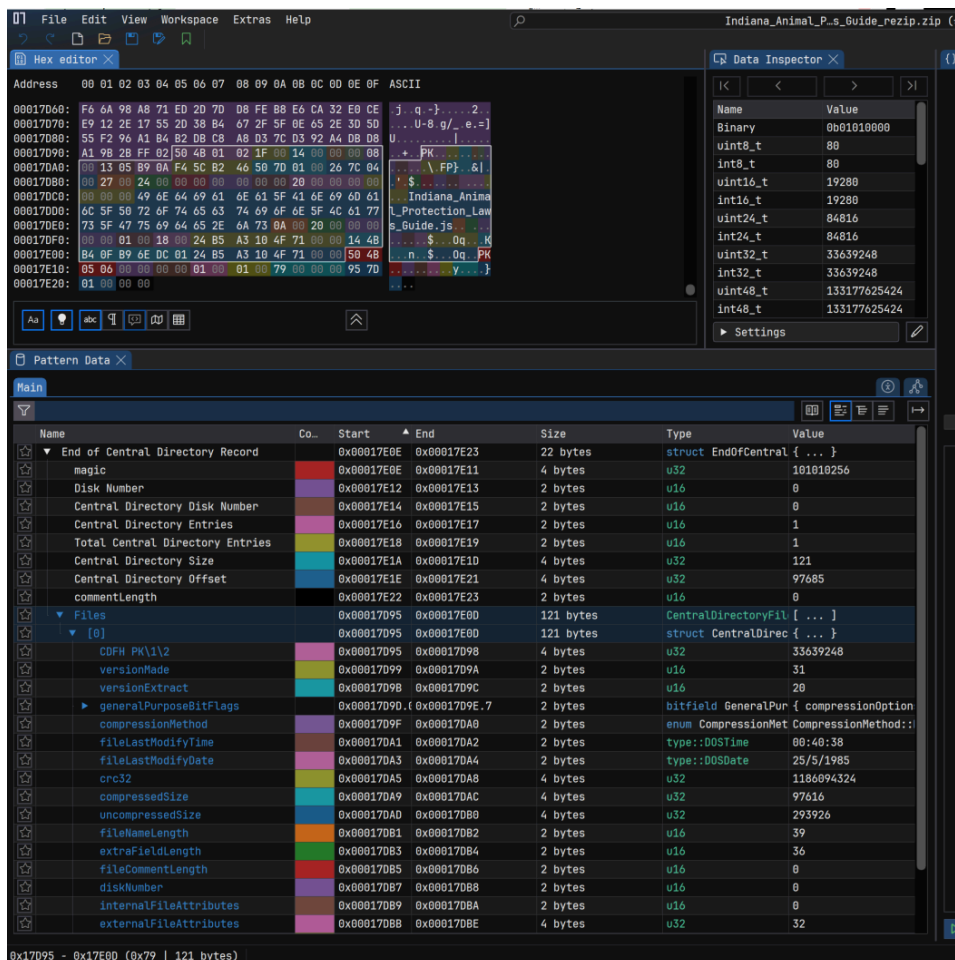 File Edit View Workspace Extras Help
Indiana_Animal_P…s_Guide_rezip.zip (
Hex editor
Address 00 01 02 03 04 05 06 07 08 09 0A 0B 0C 0D 0E 0F ASCII
00017D60: F6 6A 98 A8 71 ED 2D 7D D8 FE B8 E6 CA 32 E0 CE .j..q.-}.....2..
00017D70: E9 12 2E 17 55 2D 38 B4 67 2F 5F 0E 65 2E 3D 5D ....U-8.g/_.e.=]
00017D80: 55 F2 96 A1 B4 B2 DB C8 A8 D3 7C D3 92 A4 DB D8 U.........|.....
00017D90: A1 9B 2B FF 02 50 4B 01 02 1F 00 14 00 00 00 08 ..+..PK.........
00017DA0: 00 13 05 B9 0A F4 5C B2 46 50 7D 01 00 26 7C 04 ......\.FP}..&|.
00017DB0: 00 27 00 24 00 00 00 00 00 00 00 20 00 00 00 00 .'.$....... ....
00017DC0: 00 00 00 49 6E 64 69 61 6E 61 5F 41 6E 69 6D 61 ...Indiana_Anima
00017DD0: 6C 5F 50 72 6F 74 65 63 74 69 6F 6E 5F 4C 61 77 l_Protection_Law
00017DE0: 73 5F 47 75 69 64 65 2E 6A 73 0A 00 20 00 00 00 s_Guide.js.. ...
00017DF0: 00 00 01 00 18 00 24 B5 A3 10 4F 71 00 00 14 4B ......$...Oq...K
00017E00: B4 0F B9 6E DC 01 24 B5 A3 10 4F 71 00 00 50 4B ...n..$...Oq..PK
00017E10: 05 06 00 00 00 00 01 00 01 00 79 00 00 00 95 7D ..........y....}
00017E20: 01 00 00 00 ....
Data Inspector
Name Value
Binary 0b01010000
uint8_t 80
int8_t 80
uint16_t 19280
int16_t 19280
uint24_t 84816
int24_t 84816
uint32_t 33639248
int32_t 33639248
uint48_t 133177625424
int48_t 133177625424
Settings
Aa abc
Pattern Data
Main
Name Co… Start End Size Type Value
End of Central Directory Record 0x00017E0E 0x00017E23 22 bytes struct EndOfCentral { ... }
magic 0x00017E0E 0x00017E11 4 bytes u32 101010256
Disk Number 0x00017E12 0x00017E13 2 bytes u16 0
Central Directory Disk Number 0x00017E14 0x00017E15 2 bytes u16 0
Central Directory Entries 0x00017E16 0x00017E17 2 bytes u16 1
Total Central Directory Entries 0x00017E18 0x00017E19 2 bytes u16 1
Central Directory Size 0x00017E1A 0x00017E1D 4 bytes u32 121
Central Directory Offset 0x00017E1E 0x00017E21 4 bytes u32 97685
commentLength 0x00017E22 0x00017E23 2 bytes u16 0
Files 0x00017D95 0x00017E0D 121 bytes CentralDirectoryFil [ ... ]
[0] 0x00017D95 0x00017E0D 121 bytes struct CentralDirec { ... }
CDFH PK\1\2 0x00017D95 0x00017D98 4 bytes u32 33639248
versionMade 0x00017D99 0x00017D9A 2 bytes u16 31
versionExtract 0x00017D9B 0x00017D9C 2 bytes u16 20
generalPurposeBitFlags 0x00017D9D.0 0x00017D9E.7 2 bytes bitfield GeneralPur { compressionOption
compressionMethod 0x00017D9F 0x00017DA0 2 bytes enum CompressionMet CompressionMethod::
fileLastModifyTime 0x00017DA1 0x00017DA2 2 bytes type::DOSTime 00:40:38
fileLastModifyDate 0x00017DA3 0x00017DA4 2 bytes type::DOSDate 25/5/1985
crc32 0x00017DA5 0x00017DA8 4 bytes u32 1186094324
compressedSize 0x00017DA9 0x00017DAC 4 bytes u32 97616
uncompressedSize 0x00017DAD 0x00017DB0 4 bytes u32 293926
fileNameLength 0x00017DB1 0x00017DB2 2 bytes u16 39
extraFieldLength 0x00017DB3 0x00017DB4 2 bytes u16 36
fileCommentLength 0x00017DB5 0x00017DB6 2 bytes u16 0
diskNumber 0x00017DB7 0x00017DB8 2 bytes u16 0
internalFileAttributes 0x00017DB9 0x00017DBA 2 bytes u16 0
externalFileAttributes 0x00017DBB 0x00017DBE 4 bytes u32 32
0x17D95 - 0x17E0D (0x79 | 121 bytes)